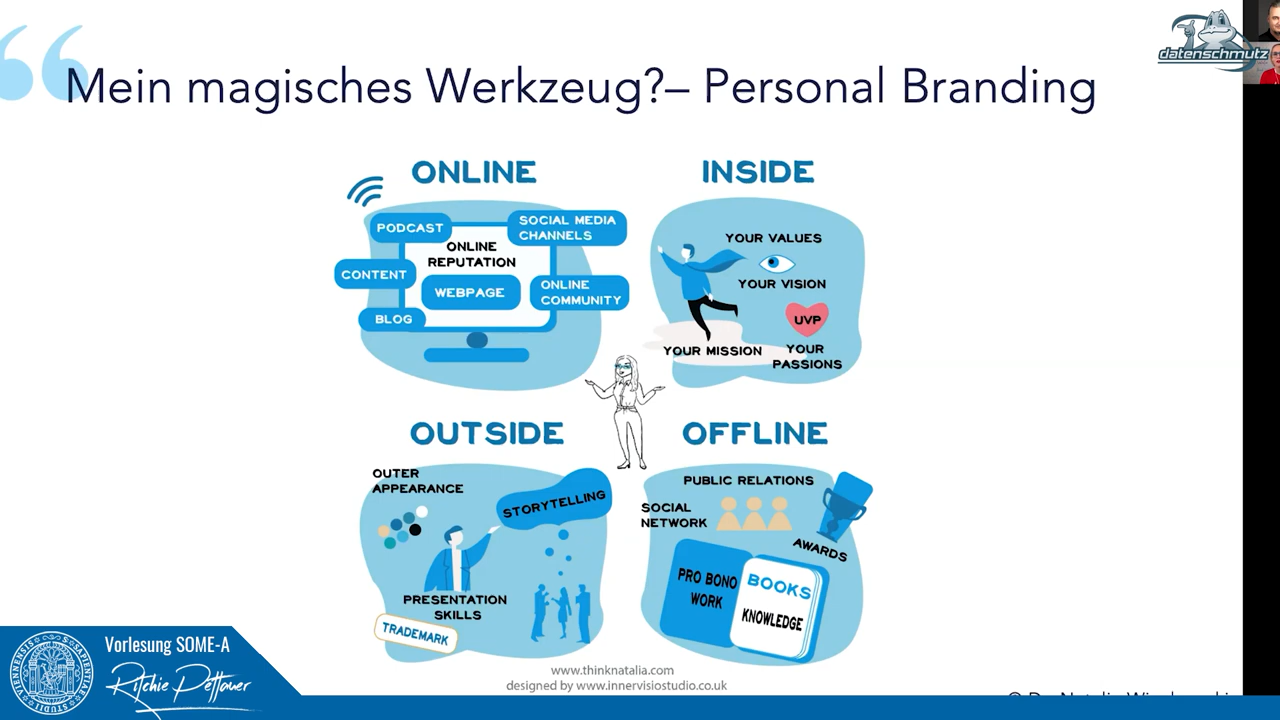 datenschmutz
Mein magisches Werkzeug?– Personal Branding
ONLINE
PODCAST
SOCIAL MEDIA
CHANNELS
ONLINE
REPUTATION
CONTENT
WEBPAGE
ONLINE
COMMUNITY
BLOG
INSIDE
YOUR VALUES
YOUR VISION
UVP
YOUR MISSION
YOUR
PASSIONS
OUTSIDE
OUTER
APPEARANCE
STORYTELLING
PRESENTATION
SKILLS
TRADEMARK
OFFLINE
PUBLIC RELATIONS
SOCIAL
NETWORK
AWARDS
PRO BONO
WORK
BOOKS
KNOWLEDGE
www.thinknatalia.com
designed by www.innervisiostudio.co.uk
Vorlesung SOME-A
Ritchie Pettauer